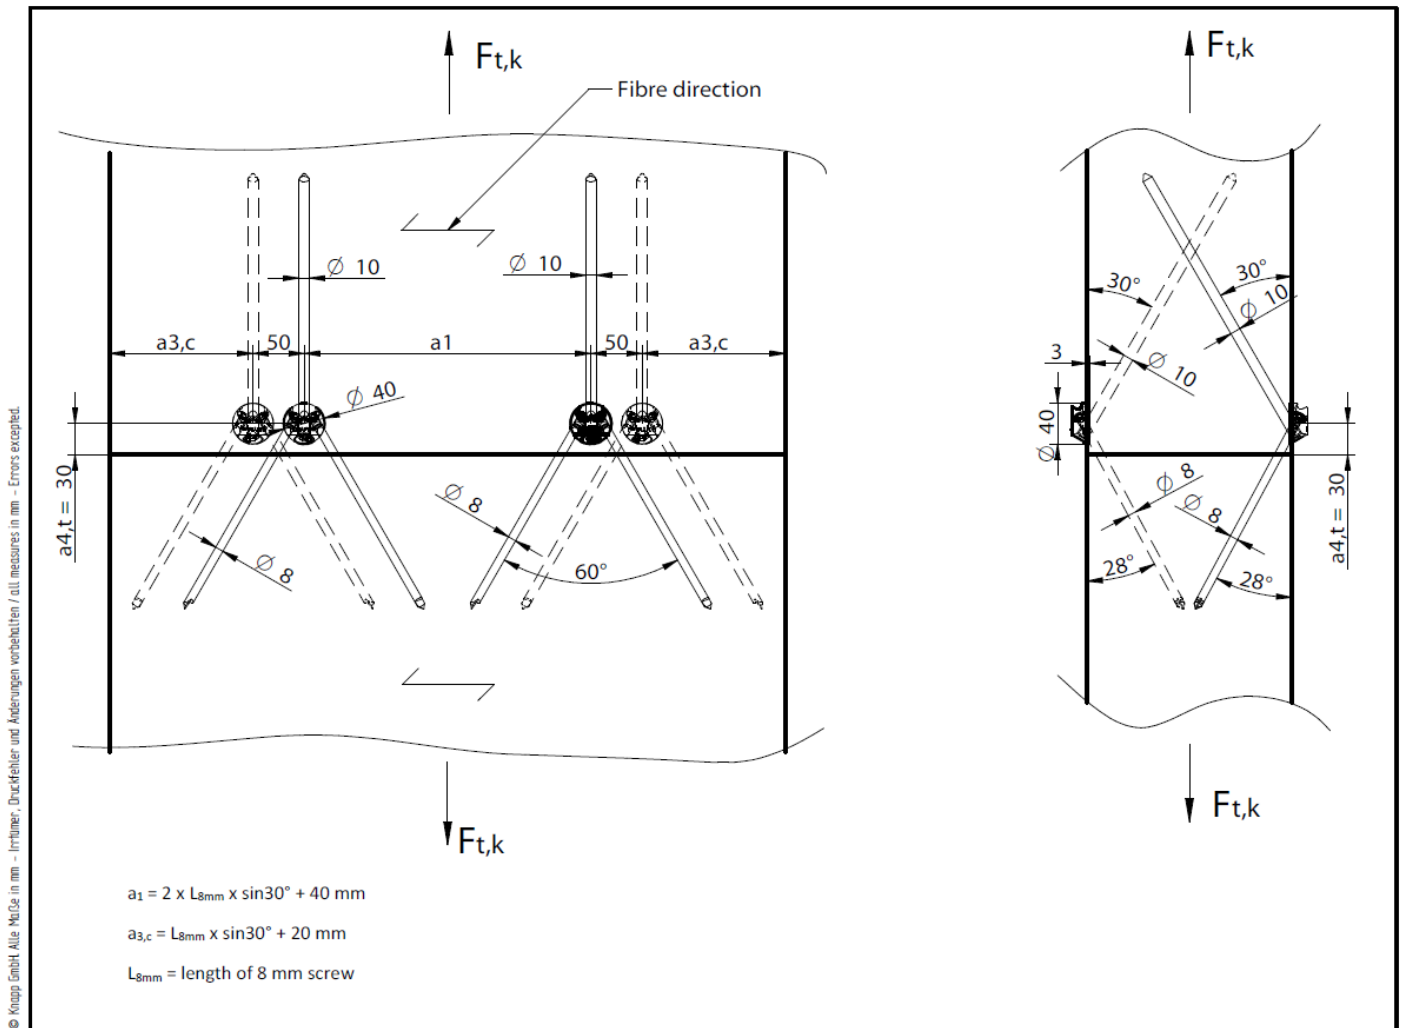 Ft,k
Ft,k
Fibre direction
Ø 10
Ø 10
30°
30°
Ø 10
a3,c
50
a1
50
a3,c
3
Ø 10
Ø 40
Ø 40
a4,t = 30
a4,t = 30
Ø 8
Ø 8
Ø 8
Ø 8
60°
28°
28°
Ft,k
Ft,k
a1 = 2 x L8mm x sin30° + 40 mm
a3,c = L8mm x sin30° + 20 mm
L8mm = length of 8 mm screw
© Knapp GmbH. Alle Maße in mm - Irrtümer, Druckfehler und Änderungen vorbehalten / all measures in mm - Errors excepted.